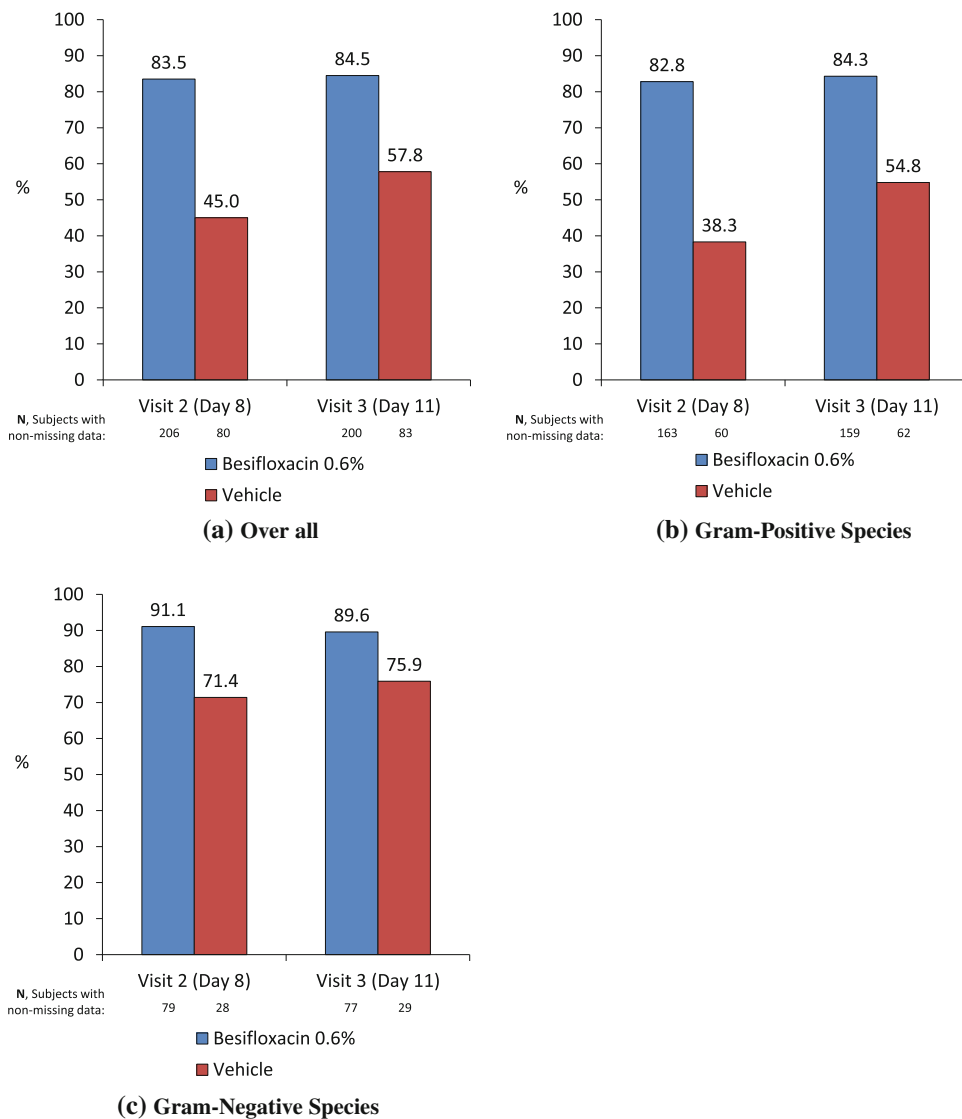 100
90
80
70
60
50
40
30
20
10
0
%
83.5
45.0
84.5
57.8
Visit 2 (Day 8) Visit 3 (Day 11)
N, Subjects with
non-missing data: 206 80 200 83
Besifloxacin 0.6%
Vehicle
(a) Over all
100
90
80
70
60
50
40
30
20
10
0
%
82.8
38.3
84.3
54.8
Visit 2 (Day 8) Visit 3 (Day 11)
N, Subjects with
non-missing data: 163 60 159 62
Besifloxacin 0.6%
Vehicle
(b) Gram-Positive Species
100
90
80
70
60
50
40
30
20
10
0
%
91.1
71.4
89.6
75.9
Visit 2 (Day 8) Visit 3 (Day 11)
N, Subjects with
non-missing data: 79 28 77 29
Besifloxacin 0.6%
Vehicle
(c) Gram-Negative Species